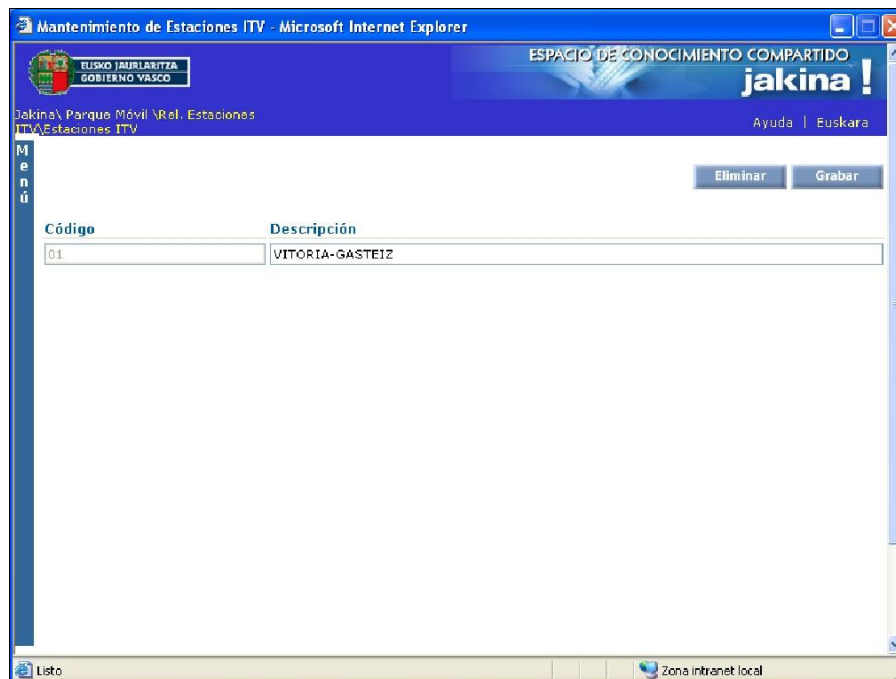 Mantenimiento de Estaciones ITV - Microsoft Internet Explorer
EUSKO JAURLARITZA
GOBIERNO VASCO
ESPACIO DE CONOCIMIENTO COMPARTIDO
jakina!
Jakina\ Parque Móvil \Rel. Estaciones
ITV\Estaciones ITV
Ayuda | Euskara
M
e
n
ú
Eliminar
Grabar
Código
Descripción
01
VITORIA-GASTEIZ
Listo
Zona intranet local